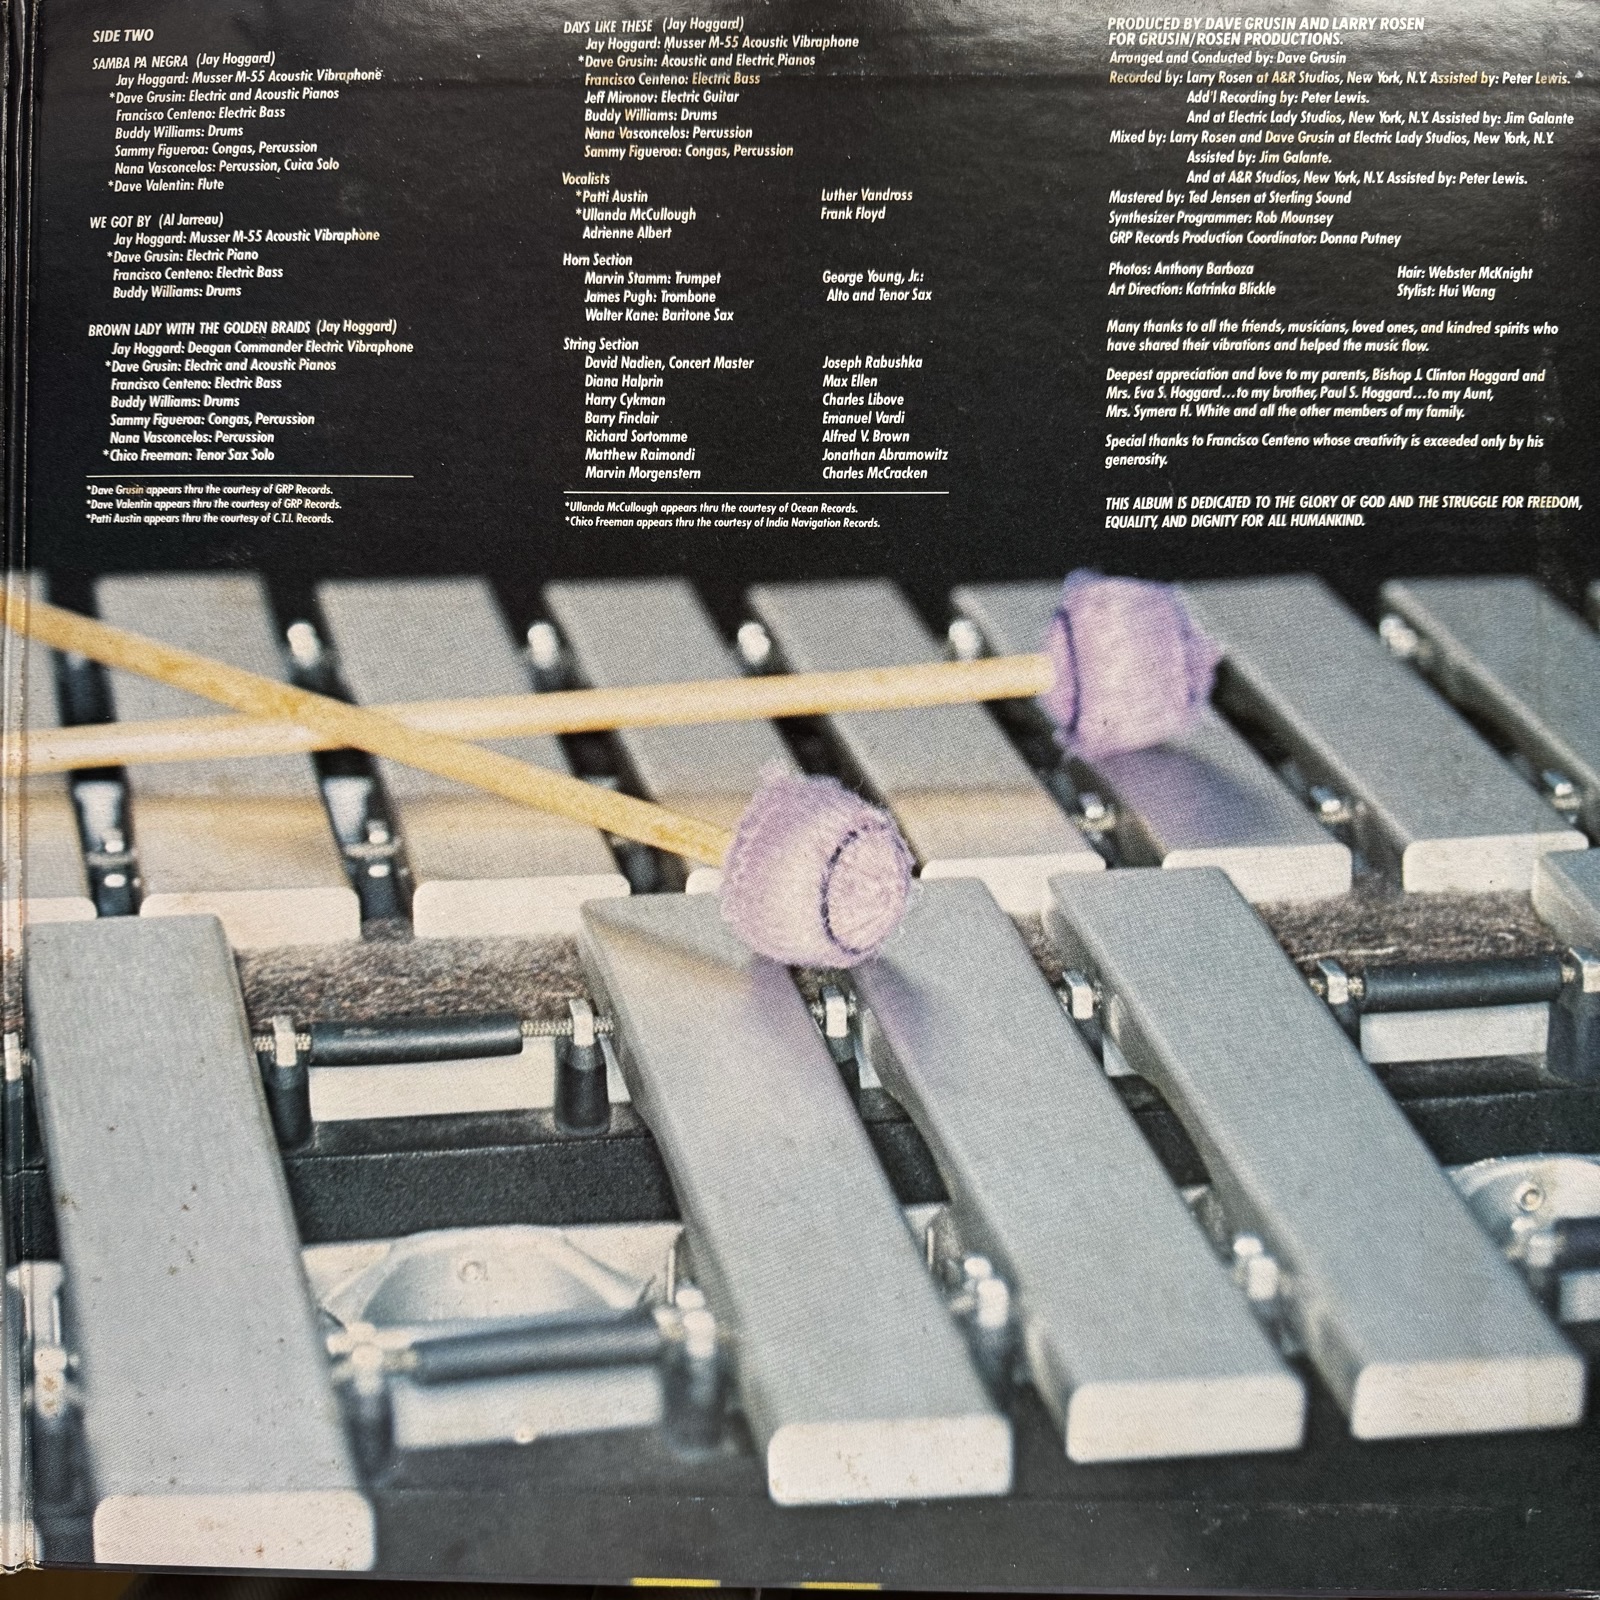 SIDE TWO
SAMBA PA NEGRA (Jay Hoggard)
Jay Hoggard: Musser M-55 Acoustic Vibraphone
*Dave Grusin: Electric and Acoustic Pianos
Francisco Centeno: Electric Bass
Buddy Williams: Drums
Sammy Figueroa: Congas, Percussion
Nana Vasconcelos: Percussion, Cuica Solo
*Dave Valentin: Flute
WE GOT BY (Al Jarreau)
Jay Hoggard: Musser M-55 Acoustic Vibraphone
*Dave Grusin: Electric Piano
Francisco Centeno: Electric Bass
Buddy Williams: Drums
BROWN LADY WITH THE GOLDEN BRAIDS (Jay Hoggard)
Jay Hoggard: Deagan Commander Electric Vibraphone
*Dave Grusin: Electric and Acoustic Pianos
Francisco Centeno: Electric Bass
Buddy Williams: Drums
Sammy Figueroa: Congas, Percussion
Nana Vasconcelos: Percussion
*Chico Freeman: Tenor Sax Solo
*Dave Grusin appears thru the courtesy of GRP Records.
*Dave Valentin appears thru the courtesy of GRP Records.
*Patti Austin appears thru the courtesy of C.T.I. Records.
DAYS LIKE THESE (Jay Hoggard)
Jay Hoggard: Musser M-55 Acoustic Vibraphone
*Dave Grusin: Acoustic and Electric Pianos
Francisco Centeno: Electric Bass
Jeff Mironov: Electric Guitar
Buddy Williams: Drums
Nana Vasconcelos: Percussion
Sammy Figueroa: Congas, Percussion
Vocalists
*Patti Austin
*Ullanda McCullough
Adrienne Albert
Luther Vandross
Frank Floyd
Horn Section
Marvin Stamm: Trumpet
James Pugh: Trombone
Walter Kane: Baritone Sax
George Young, Jr.:
Alto and Tenor Sax
String Section
David Nadien, Concert Master
Diana Halprin
Harry Cykman
Barry Finclair
Richard Sortomme
Matthew Raimondi
Marvin Morgenstern
Joseph Rabushka
Max Ellen
Charles Libove
Emanuel Vardi
Alfred V. Brown
Jonathan Abramowitz
Charles McCracken
*Ullanda McCullough appears thru the courtesy of Ocean Records.
*Chico Freeman appears thru the courtesy of India Navigation Records.
PRODUCED BY DAVE GRUSIN AND LARRY ROSEN
FOR GRUSIN/ROSEN PRODUCTIONS.
Arranged and Conducted by: Dave Grusin
Recorded by: Larry Rosen at A&R Studios, New York, N.Y. Assisted by: Peter Lewis.
Add'l Recording by: Peter Lewis.
And at Electric Lady Studios, New York, N.Y. Assisted by: Jim Galante
Mixed by: Larry Rosen and Dave Grusin at Electric Lady Studios, New York, N.Y.
Assisted by: Jim Galante.
And at A&R Studios, New York, N.Y. Assisted by: Peter Lewis.
Mastered by: Ted Jensen at Sterling Sound
Synthesizer Programmer: Rob Mounsey
GRP Records Production Coordinator: Donna Putney
Photos: Anthony Barboza
Art Direction: Katrinka Blickle
Hair: Webster McKnight
Stylist: Hui Wang
Many thanks to all the friends, musicians, loved ones, and kindred spirits who
have shared their vibrations and helped the music flow.
Deepest appreciation and love to my parents, Bishop J. Clinton Hoggard and
Mrs. Eva S. Hoggard...to my brother, Paul S. Hoggard...to my Aunt,
Mrs. Symera H. White and all the other members of my family.
Special thanks to Francisco Centeno whose creativity is exceeded only by his
generosity.
THIS ALBUM IS DEDICATED TO THE GLORY OF GOD AND THE STRUGGLE FOR FREEDOM,
EQUALITY, AND DIGNITY FOR ALL HUMANKIND.